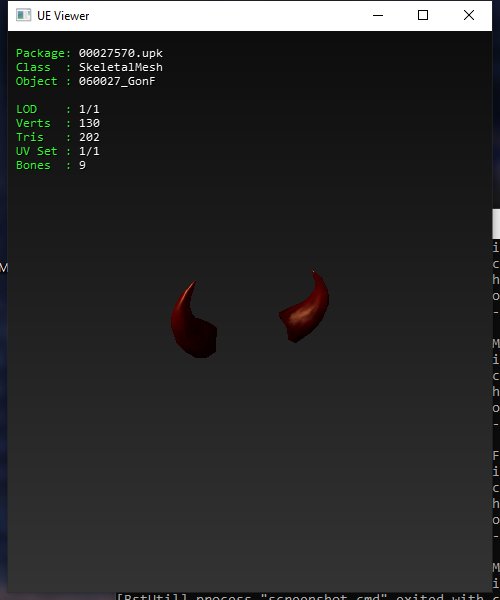 UE Viewer
Package: 00027570.upk
Class  : SkeletalMesh
Object : 060027_GonF
LOD    : 1/1
Verts  : 130
Tris   : 202
UV Set : 1/1
Bones  : 9
M
i
c
h
o
-
M
i
c
h
o
-
F
i
c
h
o
-
M
i
[BstUtil] process "screenshot.cmd" exited with c